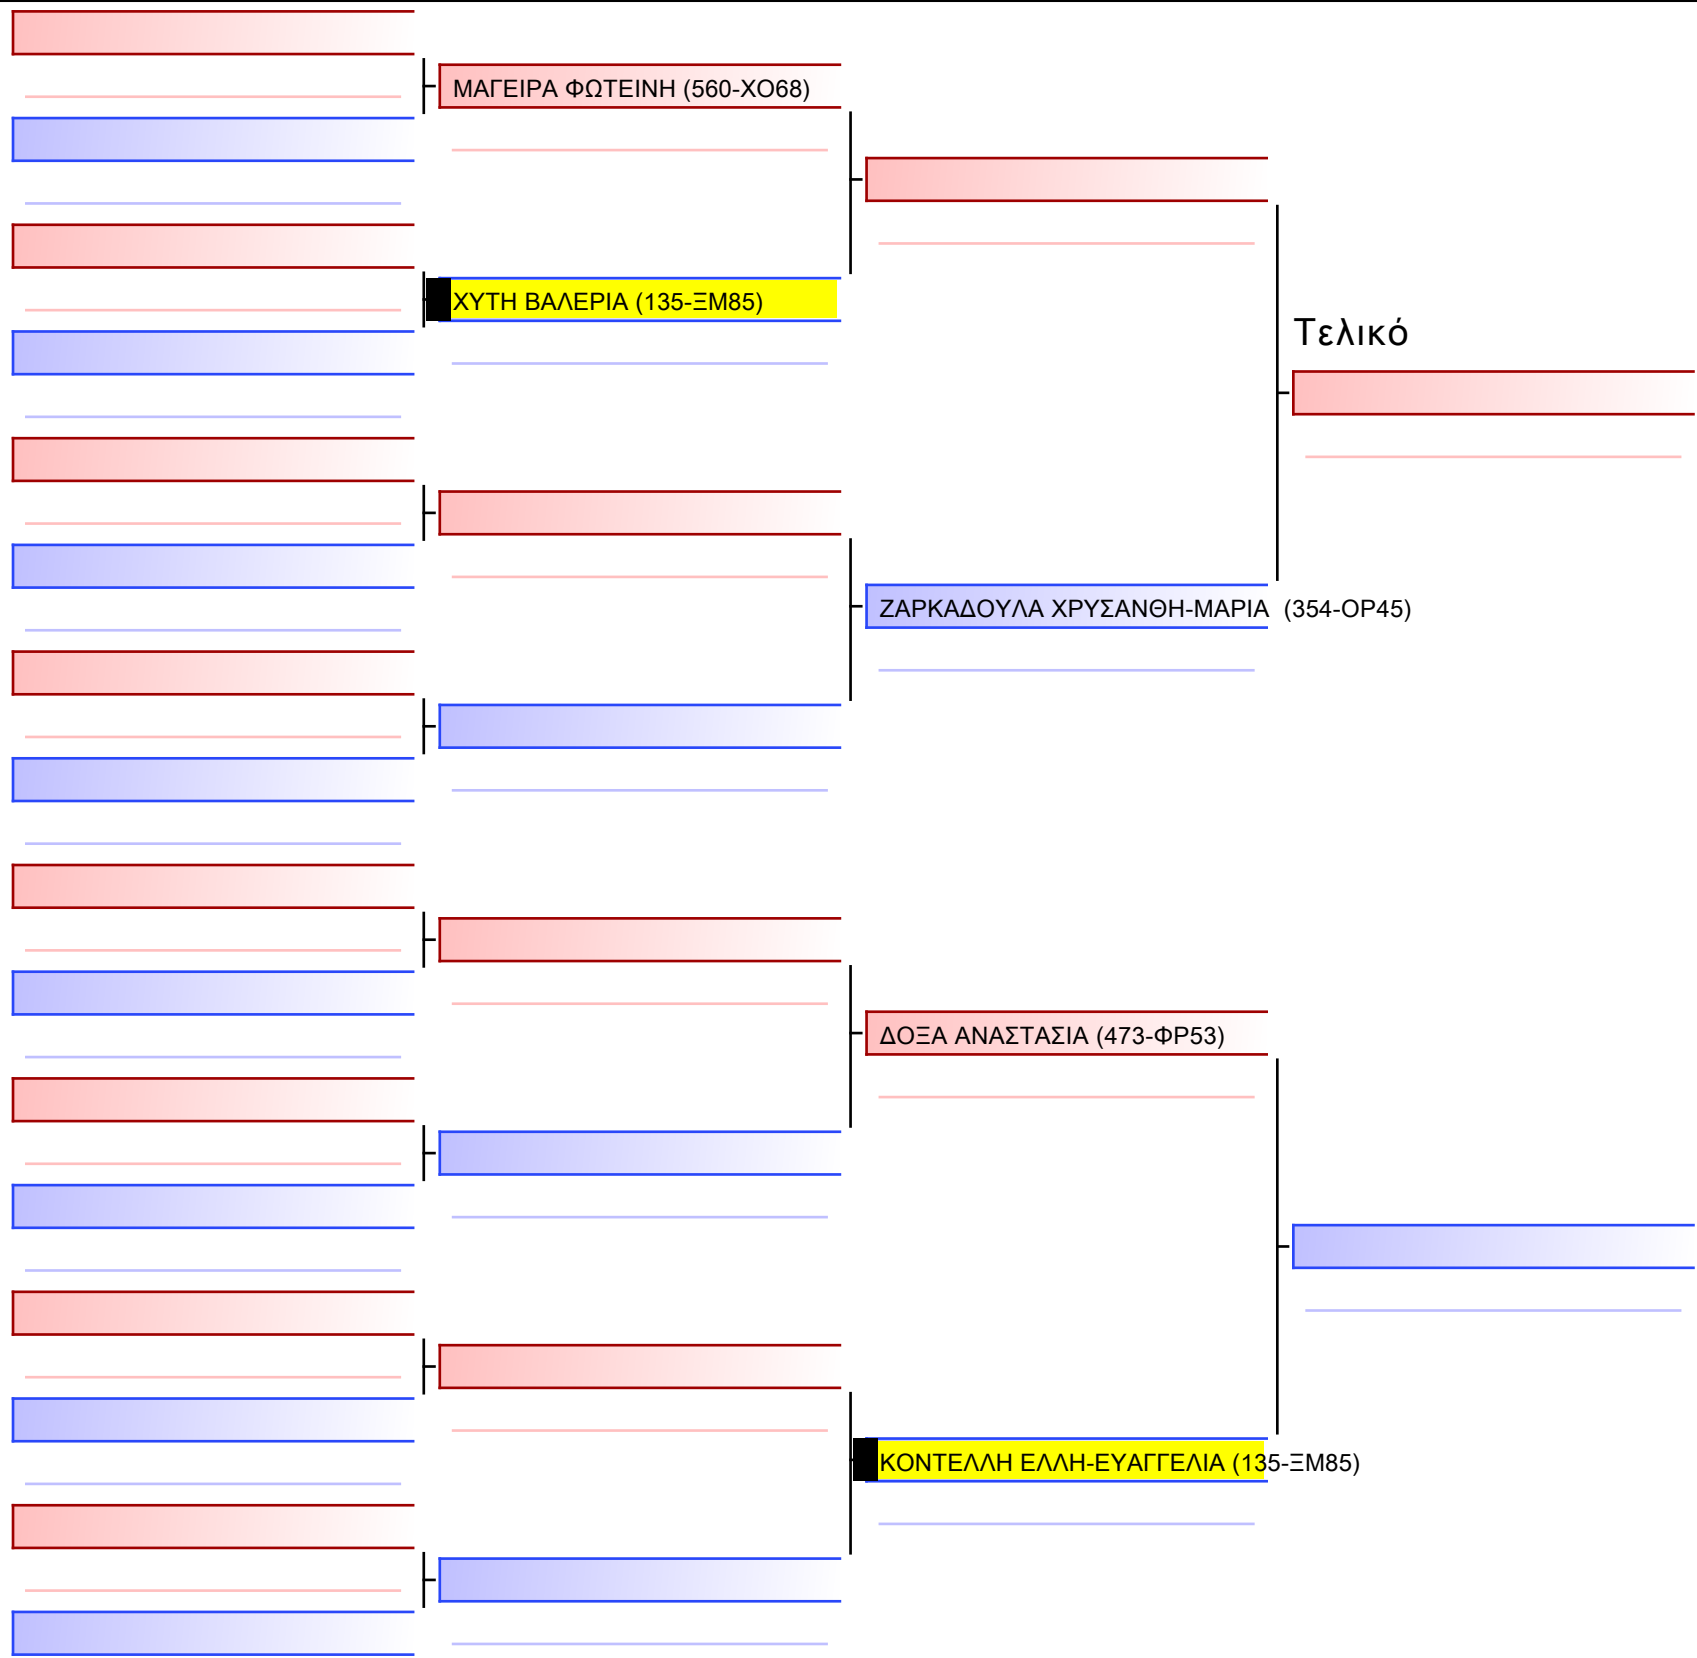 ΜΑΓΕΙΡΑ ΦΩΤΕΙΝΗ (560-ΧΟ68)
ΧΥΤΗ ΒΑΛΕΡΙΑ (135-ΞΜ85)
Τελικό
ΖΑΡΚΑΔΟΥΛΑ ΧΡΥΣΑΝΘΗ-ΜΑΡΙΑ (354-ΟΡ45)
ΔΟΞΑ ΑΝΑΣΤΑΣΙΑ (473-ΦΡ53)
ΚΟΝΤΕΛΛΗ ΕΛΛΗ-ΕΥΑΓΓΕΛΙΑ (135-ΞΜ85)